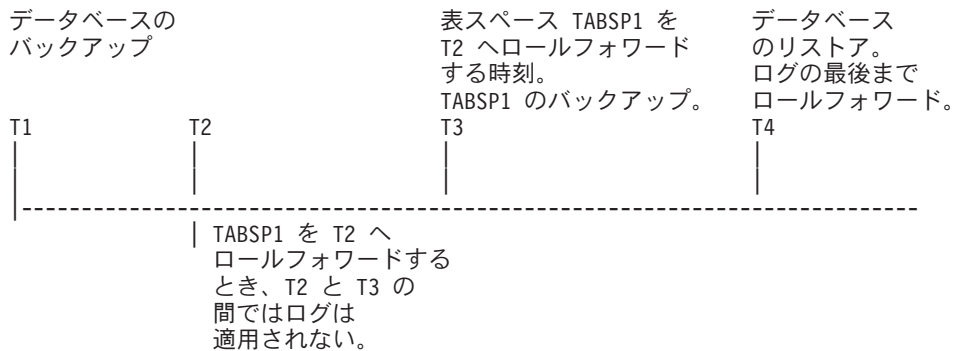 データベースの
バックアップ
表スペース TABSP1 を
T2 へロールフォワード
する時刻。
TABSP1 のバックアップ。
データベース
のリストア。
ログの最後まで
ロールフォワード。
T1
T2
T3
T4
TABSP1 を T2 へ
ロールフォワードする
とき、T2 と T3 の
間ではログは
適用されない。